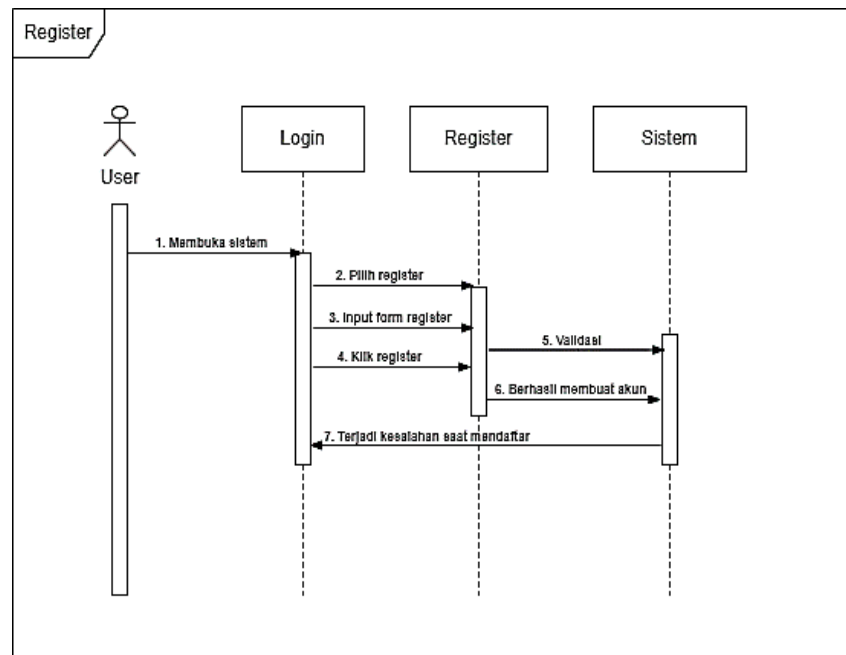 Register
Login
Register
Sistem
User
1. Membuka sistem
2. Pilih register
3. Input form register
4. Klik register
5. Validasi
6. Berhasil membuat akun
7. Terjadi kesalahan saat mendaftar